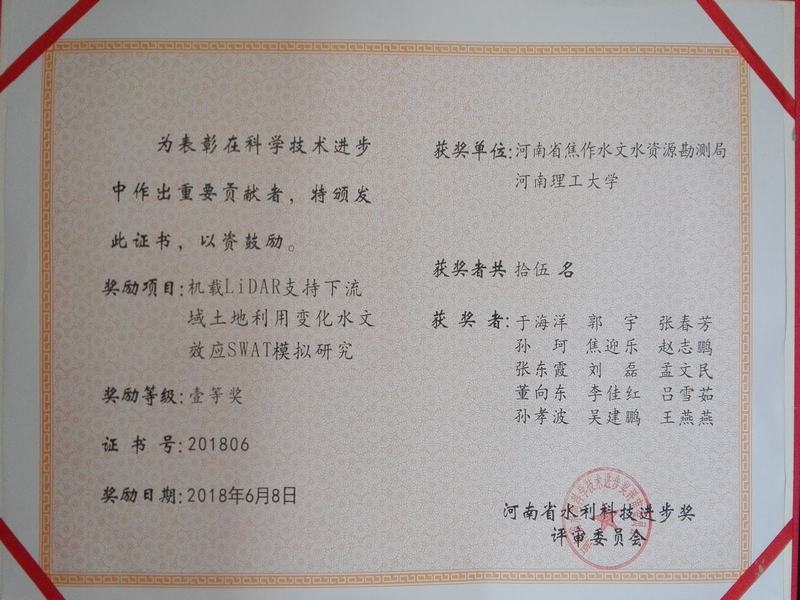 为表彰在科学技术进步
中作出重要贡献者，特颁发
此证书，以资鼓励。
奖励项目:机载LiDAR支持下流
域土地利用变化水文
效应SWAT模拟研究
奖励等级:壹等奖
证书号:201806
奖励日期:2018年6月8日
获奖单位:河南省焦作水文水资源勘测局
河南理工大学
获奖者共 拾伍 名
获奖者:于海洋 郭宇 张春芳
孙珂 焦迎乐 赵志鹏
张东霞 刘磊 孟文民
董向东 李佳红 吕雪茹
孙孝波 吴建鹏 王燕燕
河南省水利科技进步奖
评审委员会